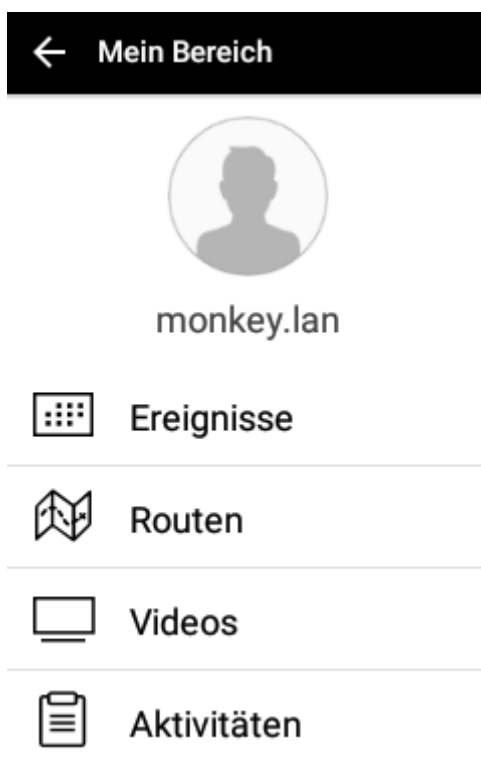 Mein Bereich
monkey.lan
Ereignisse
Routen
Videos
Aktivitäten